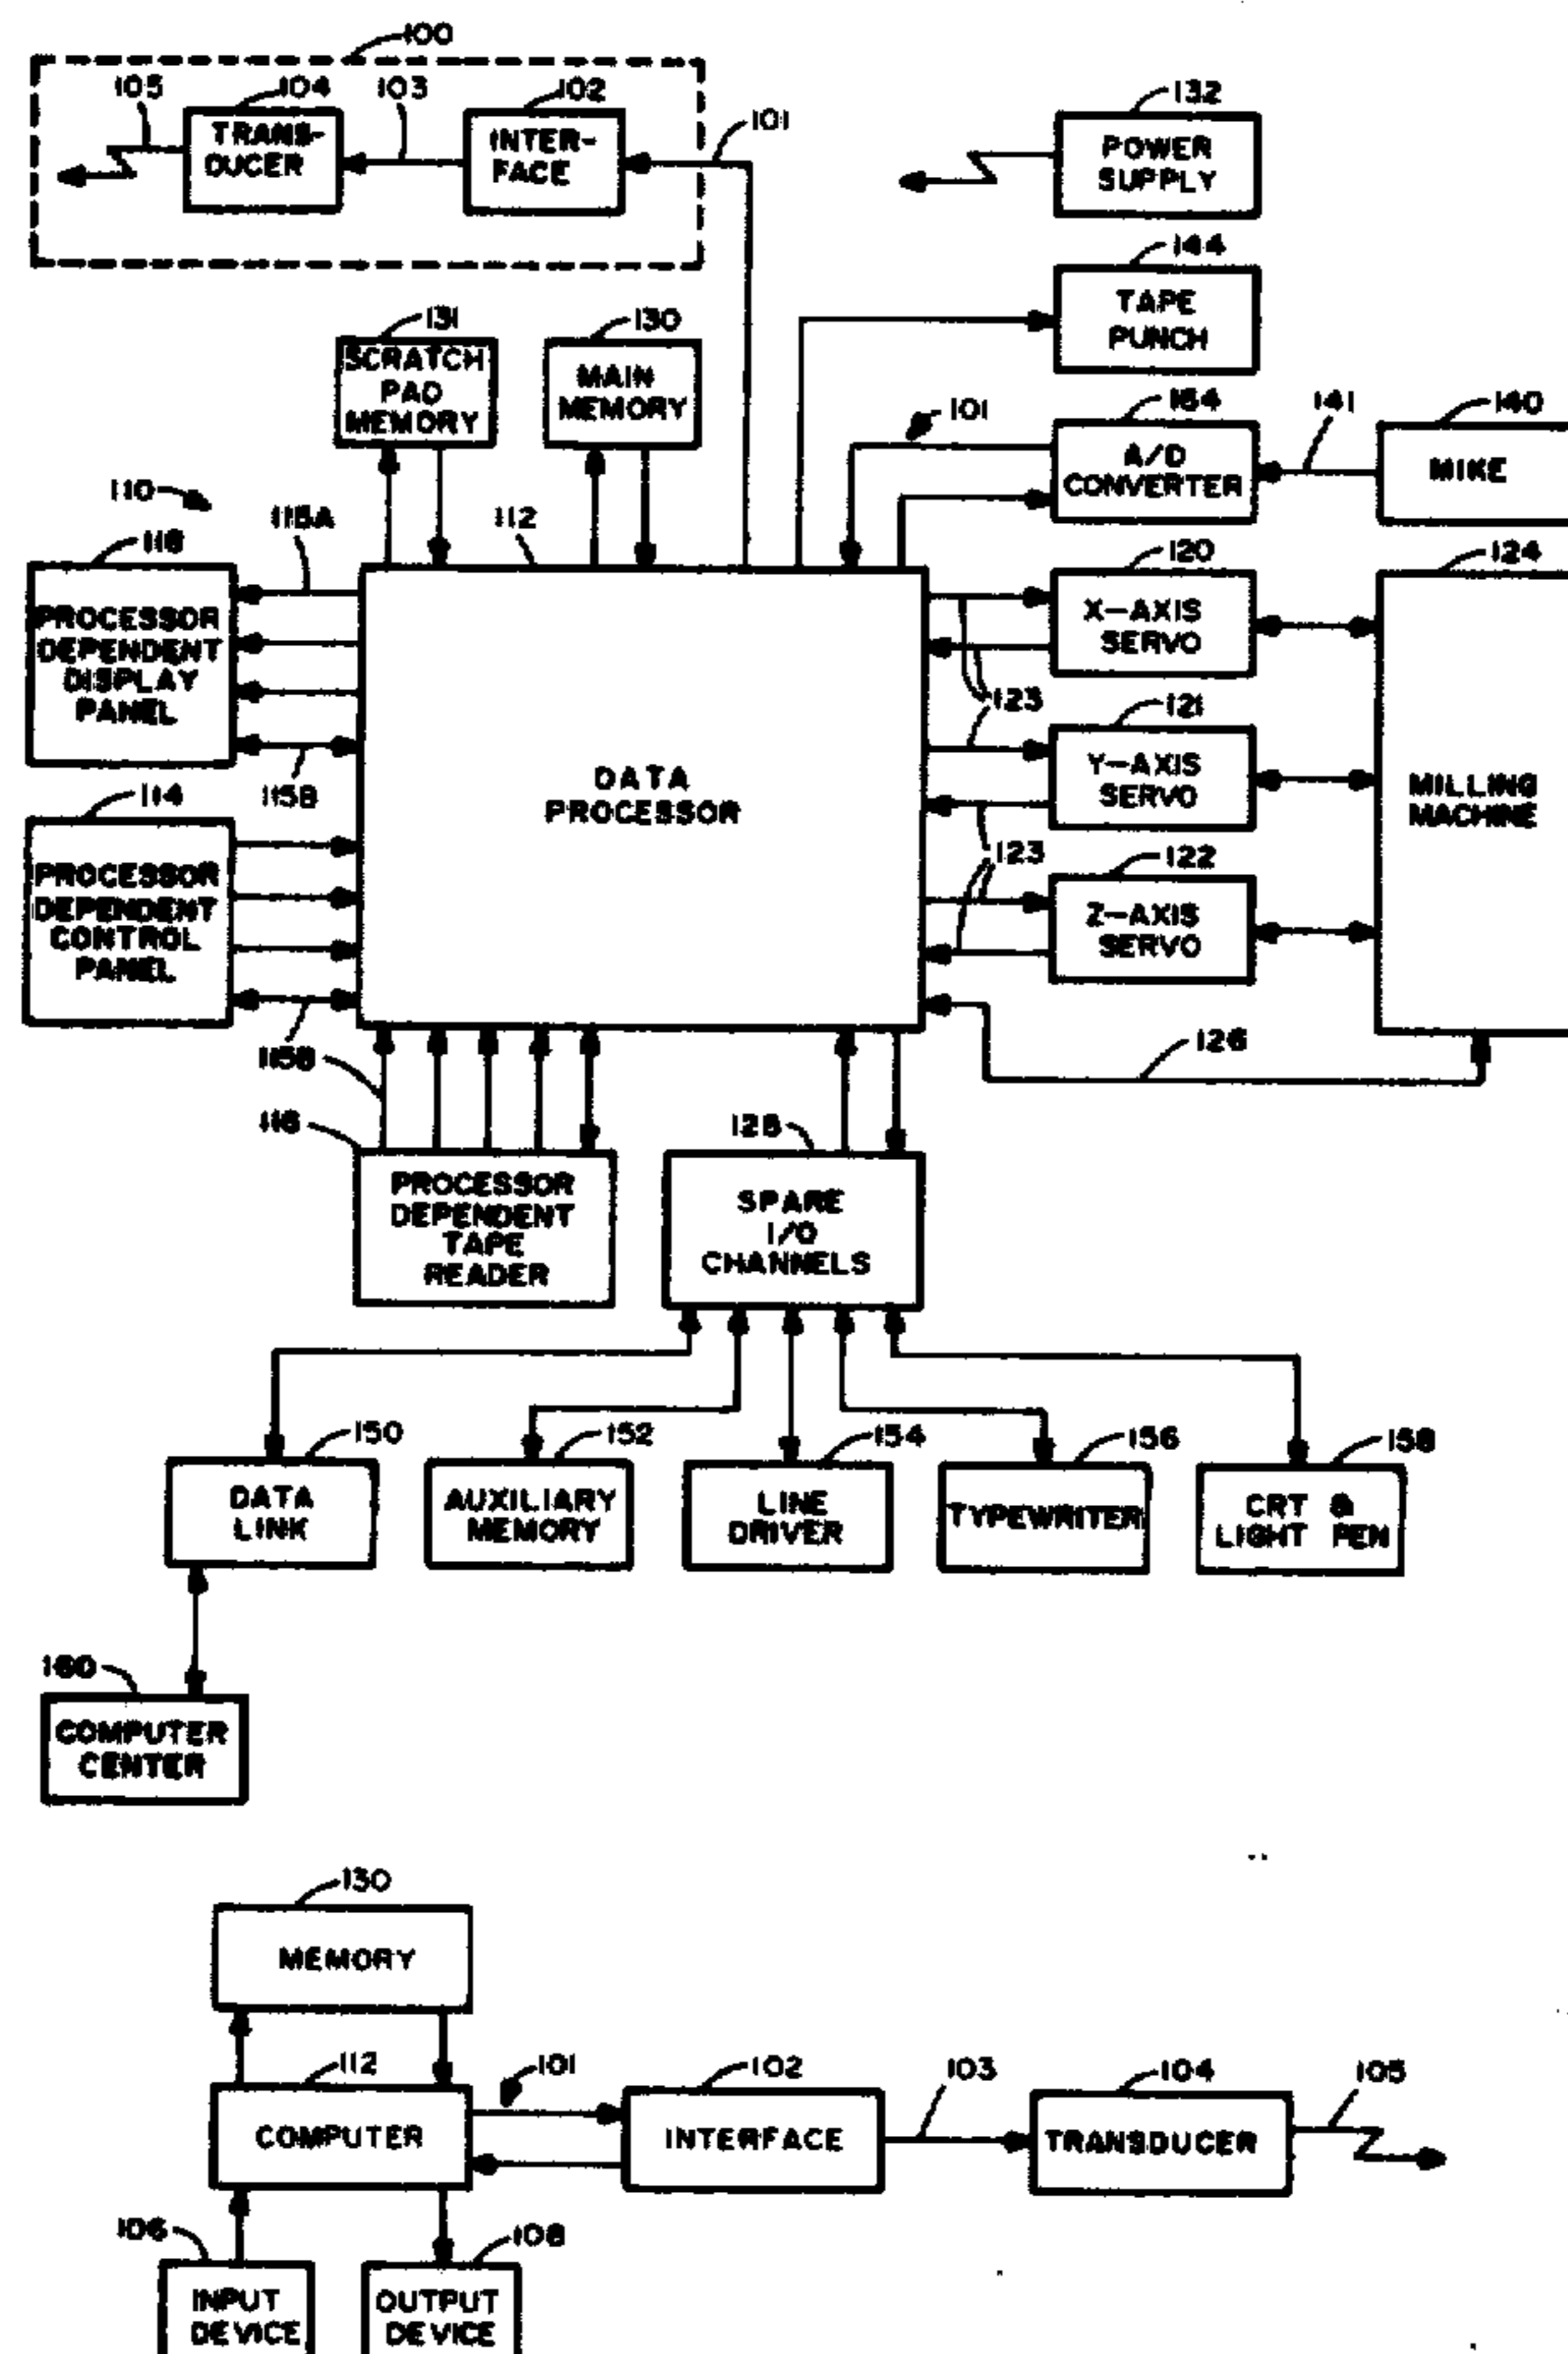 100
105
104
103
102
101
TRANS-
DUCER
INTER-
FACE
132
POWER
SUPPLY
144
TAPE
PUNCH
131
SCRATCH
PAD
MEMORY
130
MAIN
MEMORY
101
A/D
CONVERTER
141
140
MIKE
110
115A
112
PROCESSOR
DEPENDENT
DISPLAY
PANEL
115B
120
X-AXIS
SERVO
124
123
121
Y-AXIS
SERVO
MILLING
MACHINE
DATA
PROCESSOR
114
PROCESSOR
DEPENDENT
CONTROL
PANEL
123
122
Z-AXIS
SERVO
115B
126
PROCESSOR
DEPENDENT
TAPE
READER
SPARE
I/O
CHANNELS
150
152
154
156
158
DATA
LINK
AUXILIARY
MEMORY
LINE
DRIVER
TYPEWRITER
CRT &
LIGHT PEN
160
COMPUTER
CENTER
130
MEMORY
112
101
102
103
104
105
COMPUTER
INTERFACE
TRANSDUCER
106
108
INPUT
DEVICE
OUTPUT
DEVICE